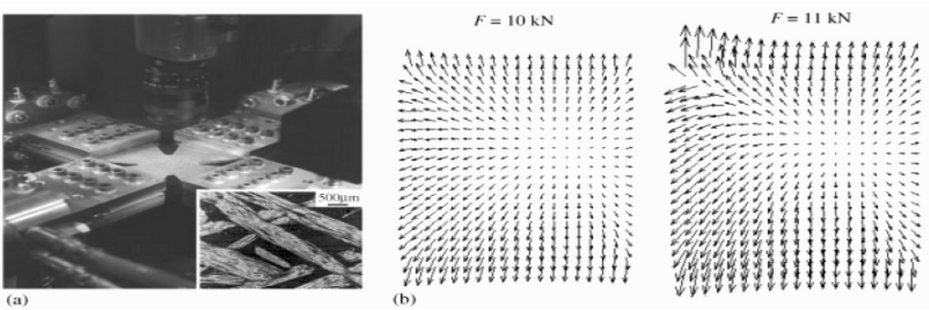 F = 10 kN
F = 11 kN
500μm
(a)
(b)